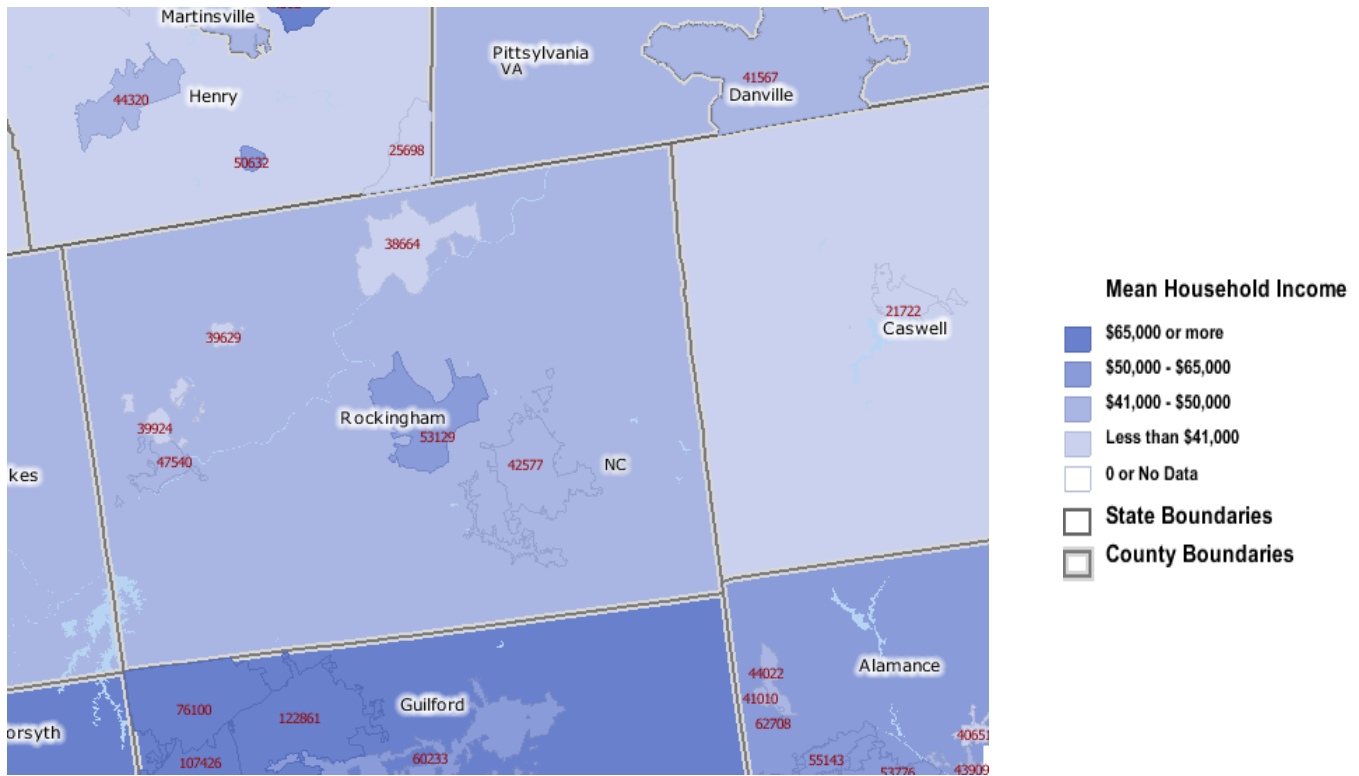 Martinsville
Pittsylvania
VA
41567
Danville
44320
Henry
25698
50632
38664
21722
Caswell
39629
Rockingham
39924
53129
47540
42577
NC
kes
Alamance
44022
41010
62708
76100
122861
Guilford
orsyth
107426
60233
55143
53776
40651
43909
Mean Household Income
$65,000 or more
$50,000 - $65,000
$41,000 - $50,000
Less than $41,000
0 or No Data
State Boundaries
County Boundaries